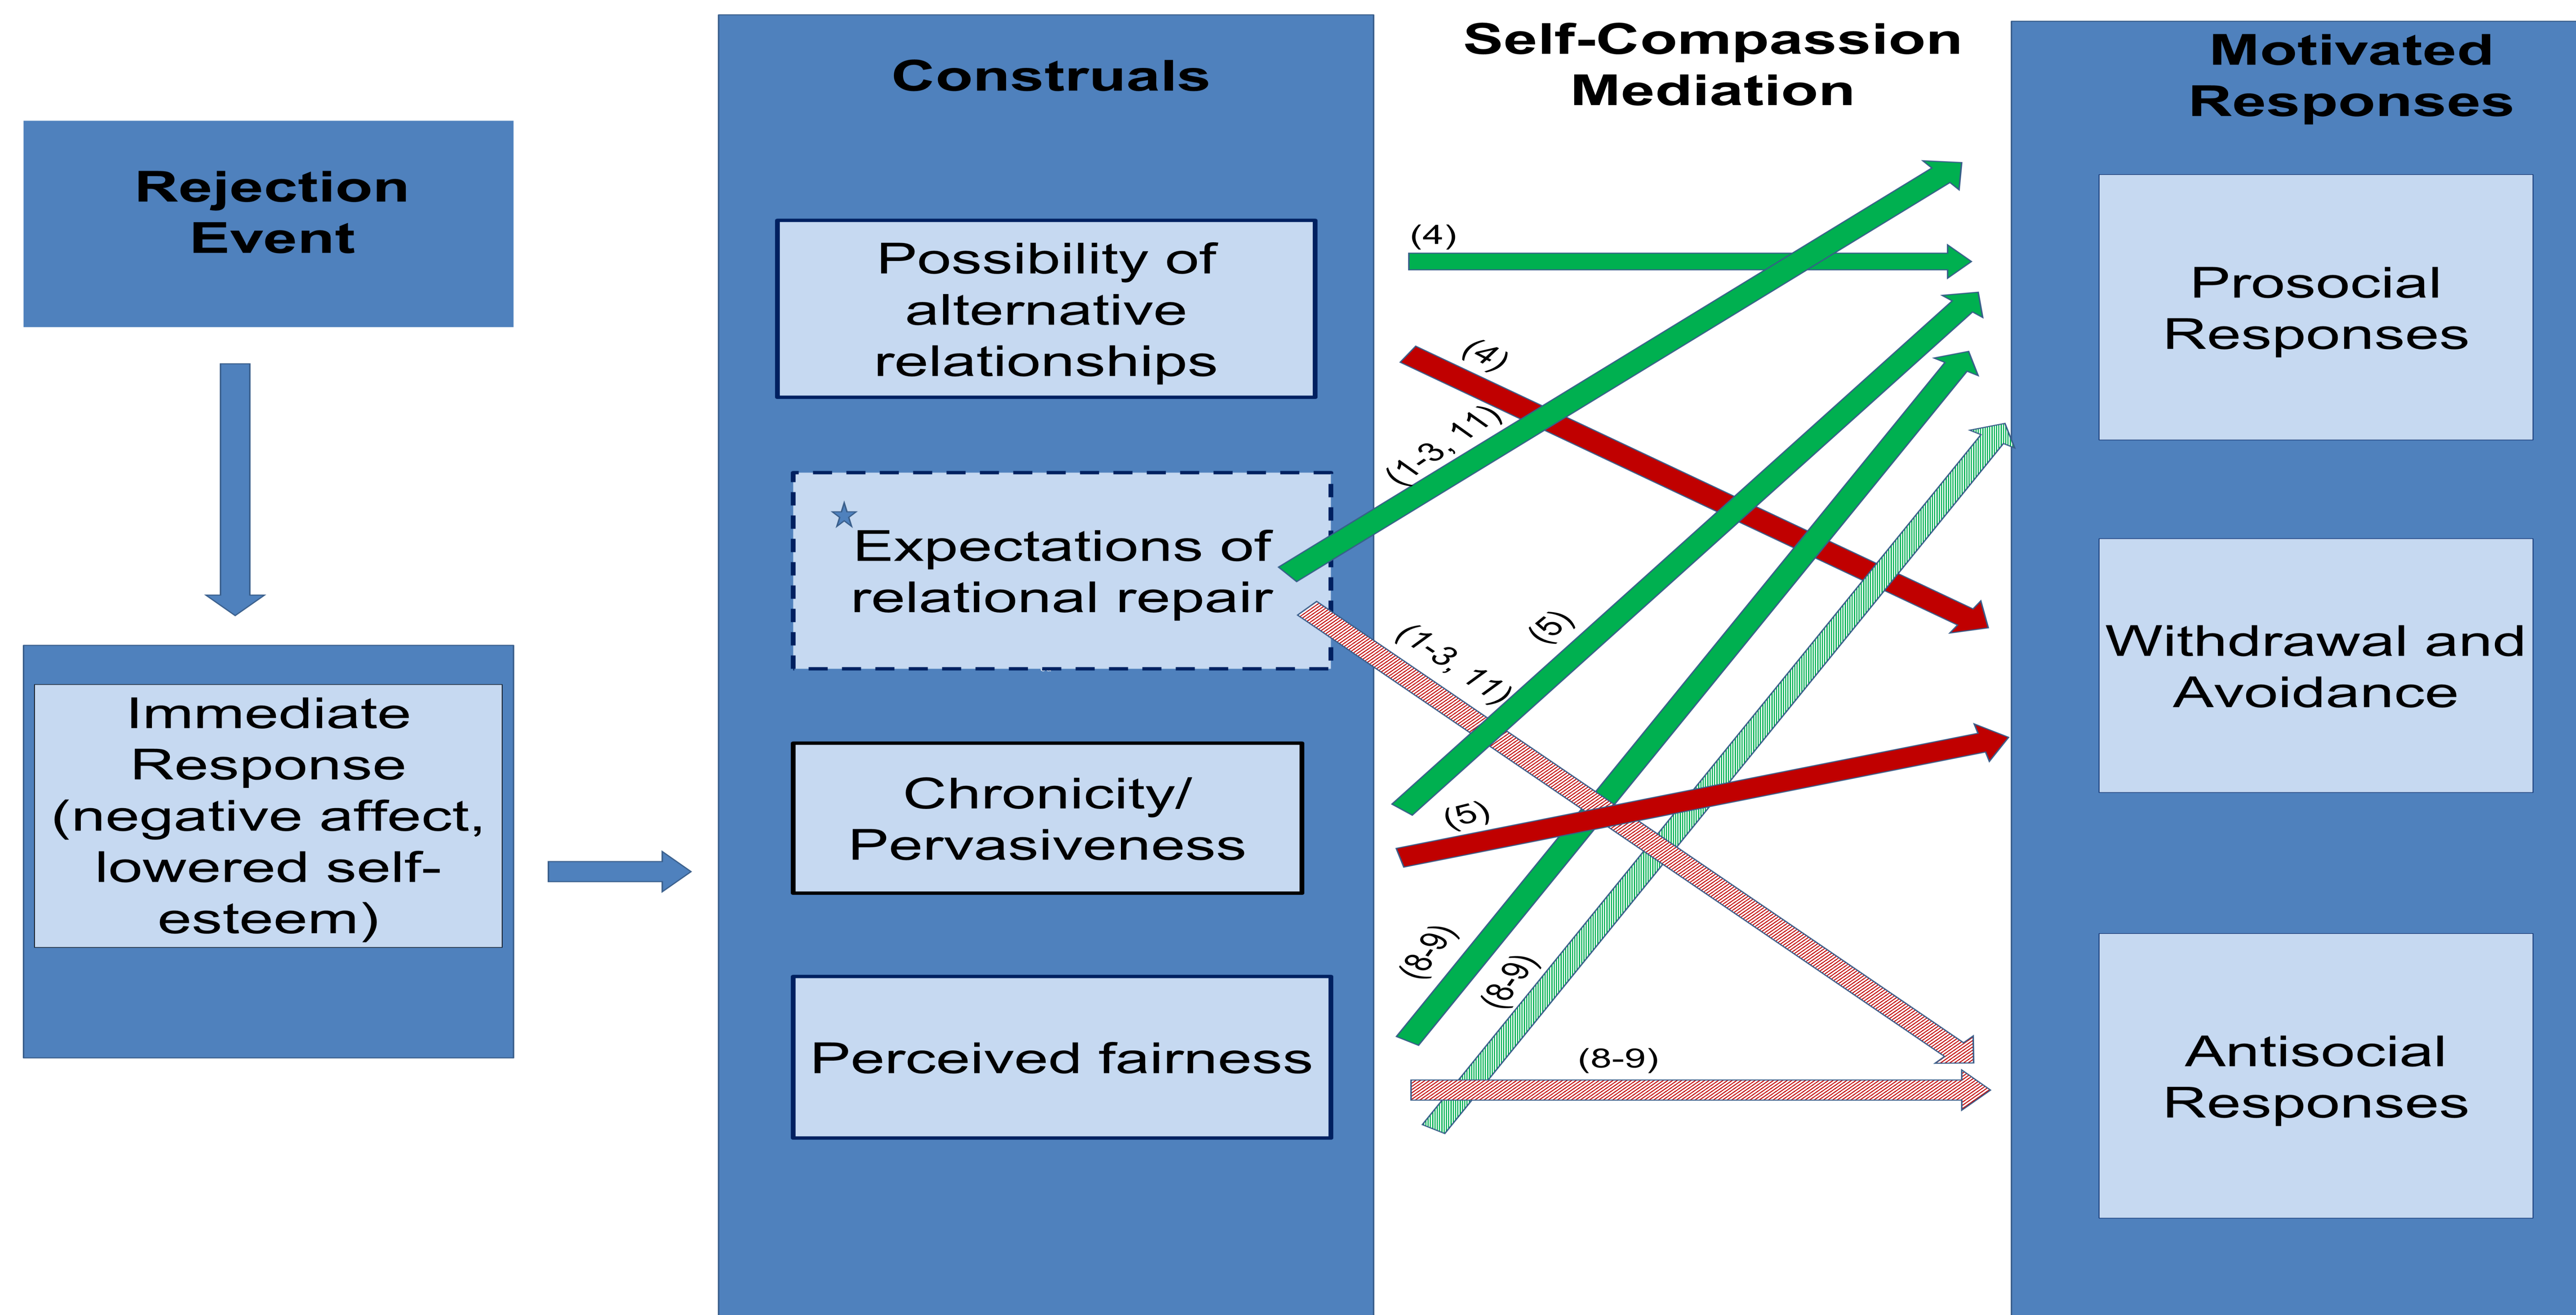 Rejection
Event
Immediate
Response
(negative affect,
lowered self-
esteem)
Construals
Possibility of
alternative
relationships
Expectations of
relational repair
Chronicity/
Pervasiveness
Perceived fairness
Self-Compassion
Mediation
(4)
(4)
(1-3, 11)
(5)
(1-3, 11)
(5)
(8-9)
(8-9)
(8-9)
Motivated
Responses
Prosocial
Responses
Withdrawal and
Avoidance
Antisocial
Responses